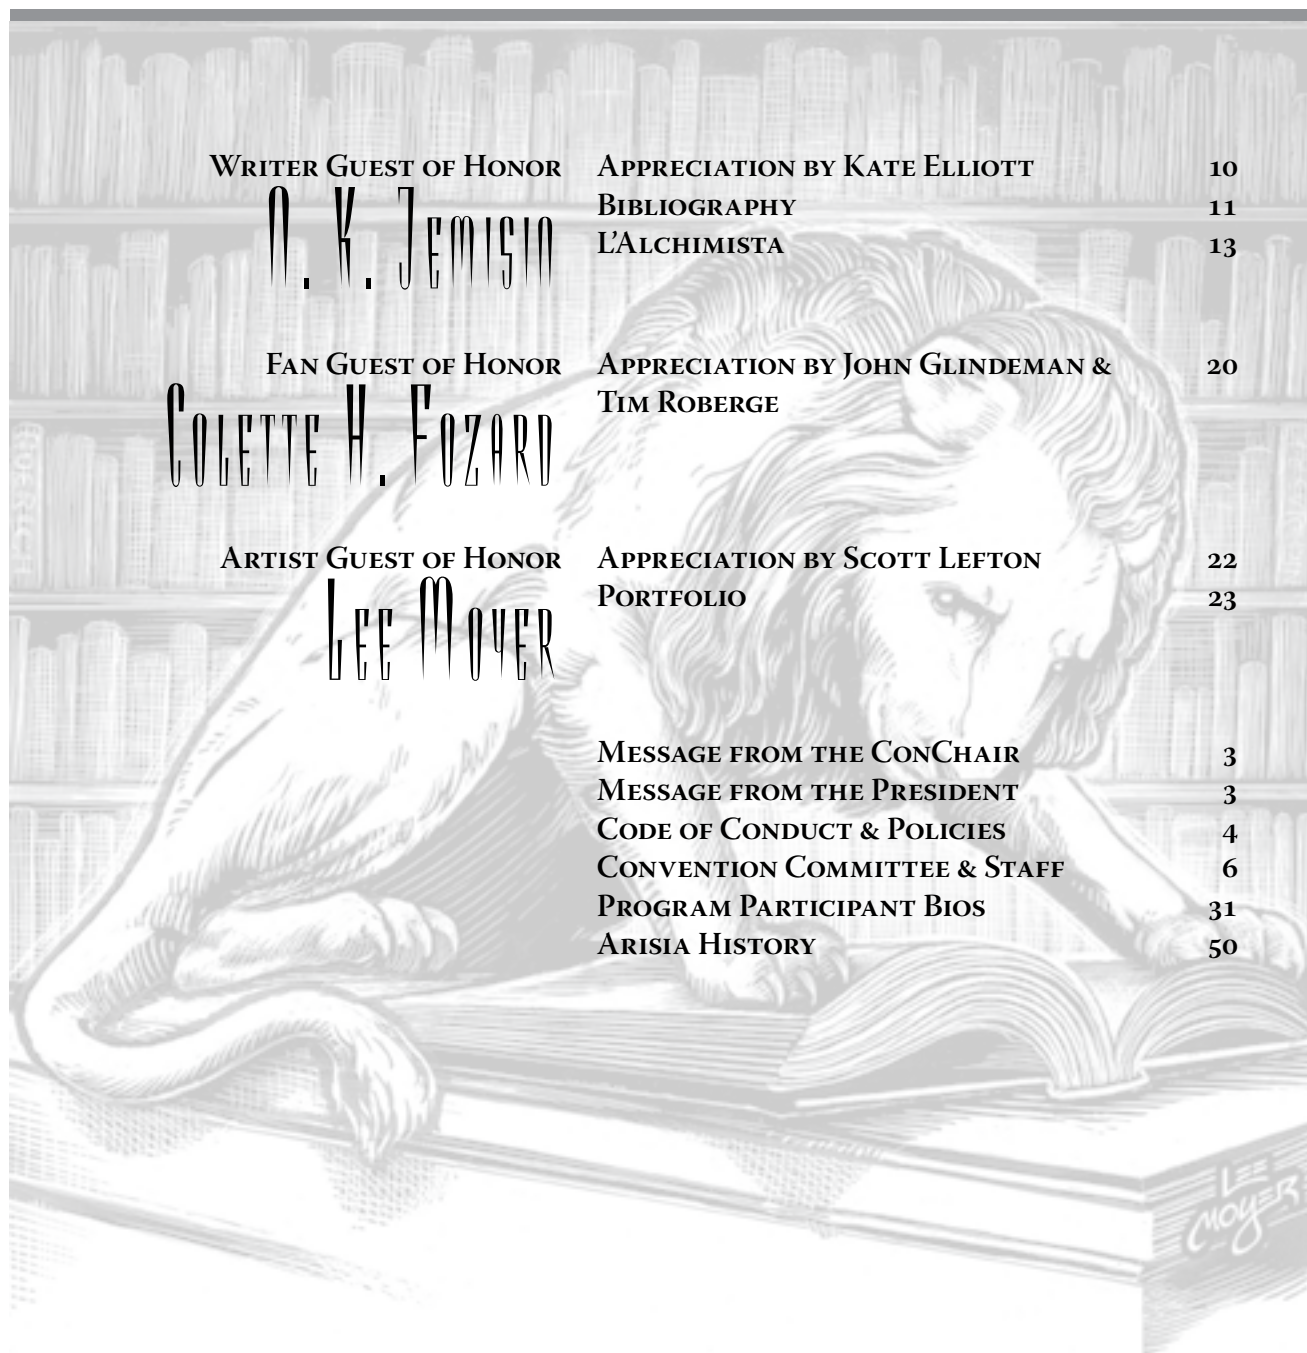 Writer Guest of Honor
N. K. Jemisin
Appreciation by Kate Elliott 10
Bibliography 11
L’Alchimista 13
Fan Guest of Honor
Colette H. Fozard
Appreciation by John Glindeman & 20
Tim Roberge
Artist Guest of Honor
Lee Moyer
Appreciation by Scott Lefton 22
Portfolio 23
Message from the ConChair 3
Message from the President 3
Code of Conduct & Policies 4
Convention Committee & Staff 6
Program Participant Bios 31
Arisia History 50
Lee
Moyer